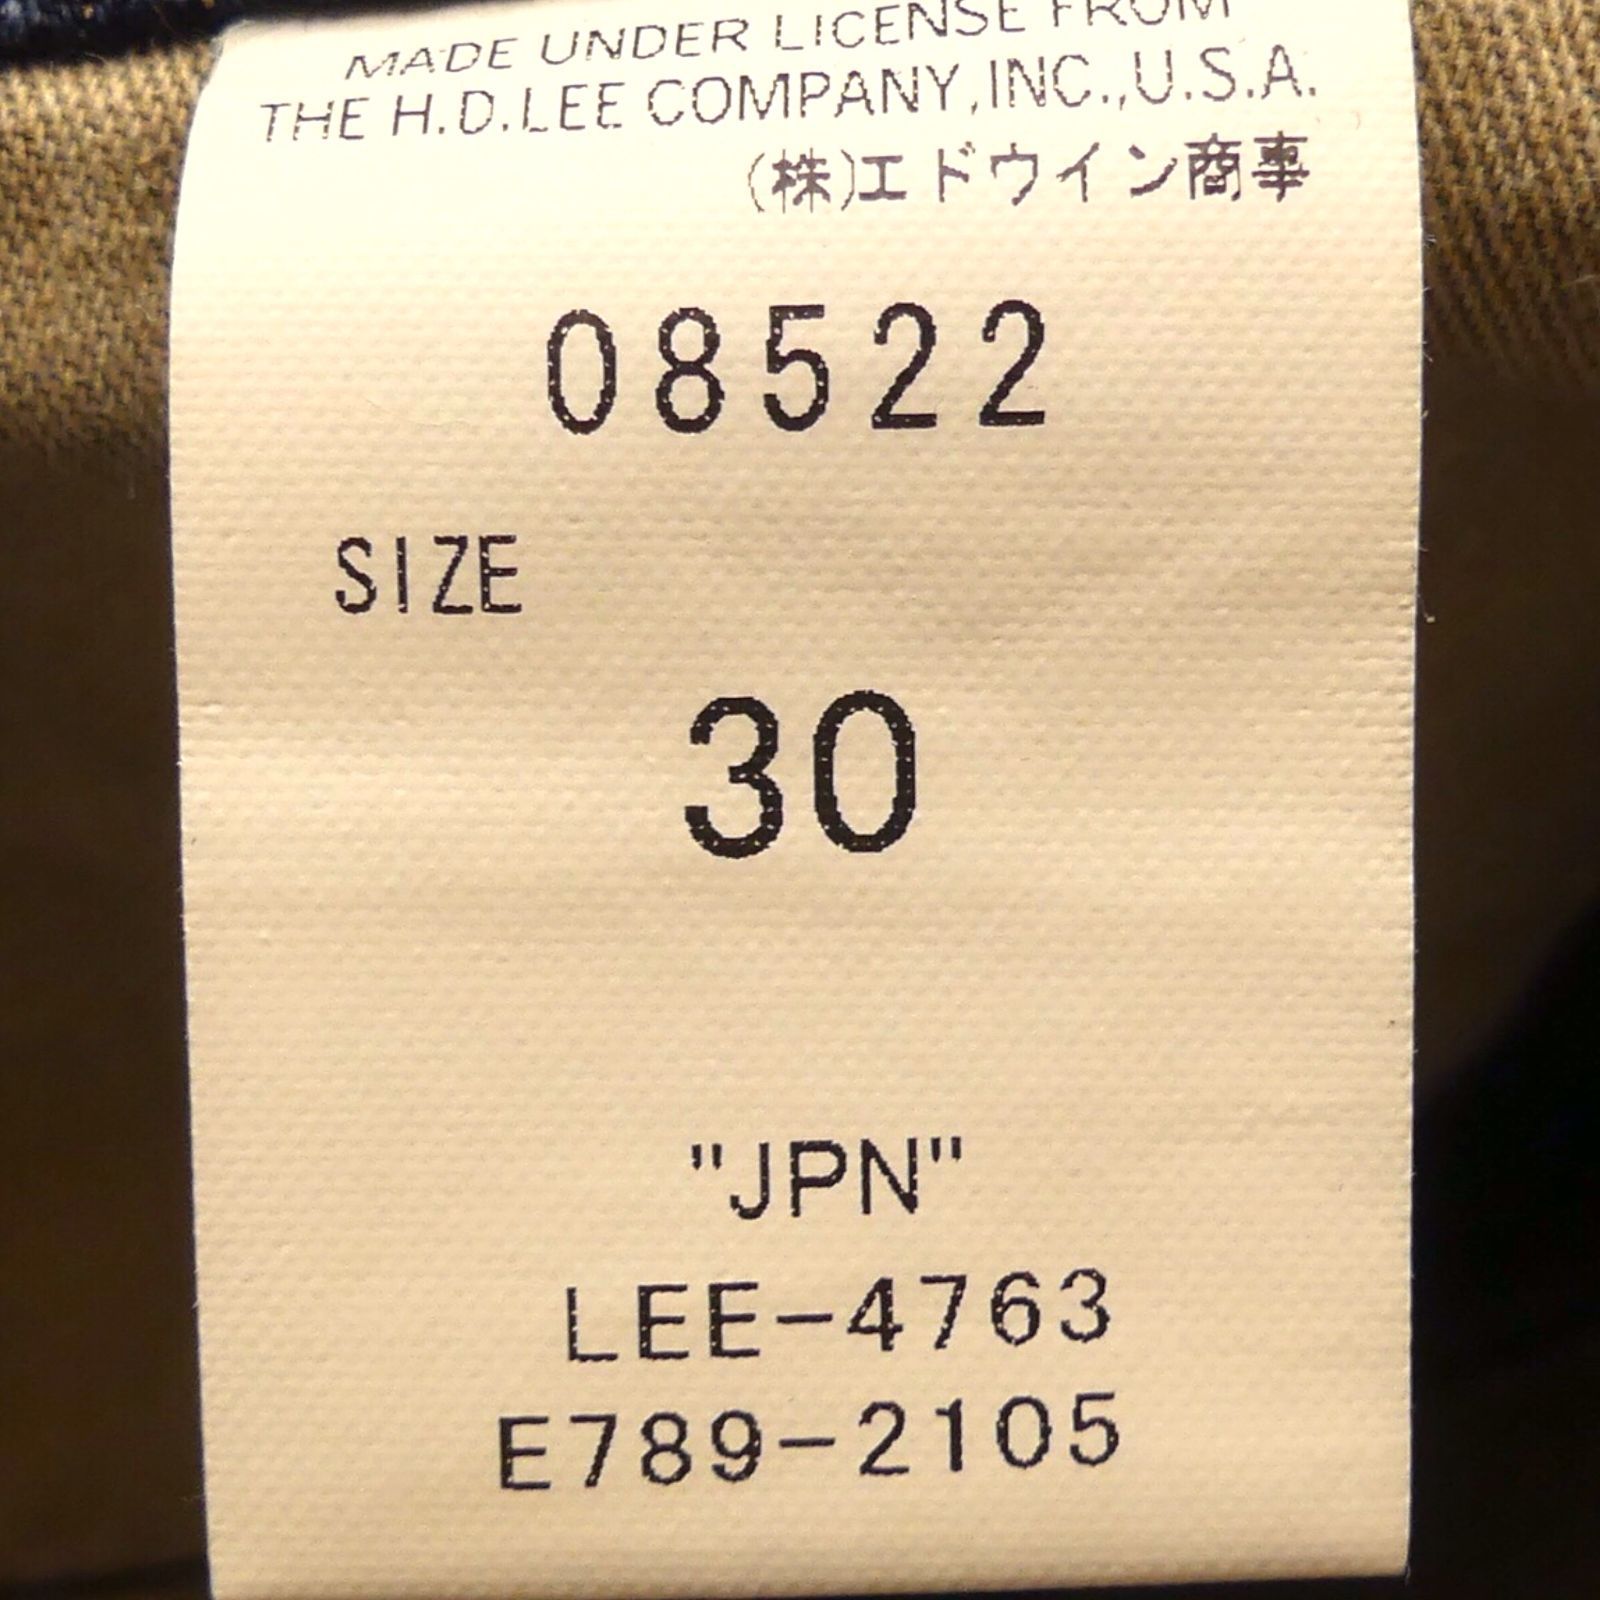 MADE UNDER LICENSE FROM
THE H.D.LEE COMPANY,INC.,U.S.A.
(株)エドウイン商事
08522
SIZE
30
"JPN"
LEE-4763
E789-2105